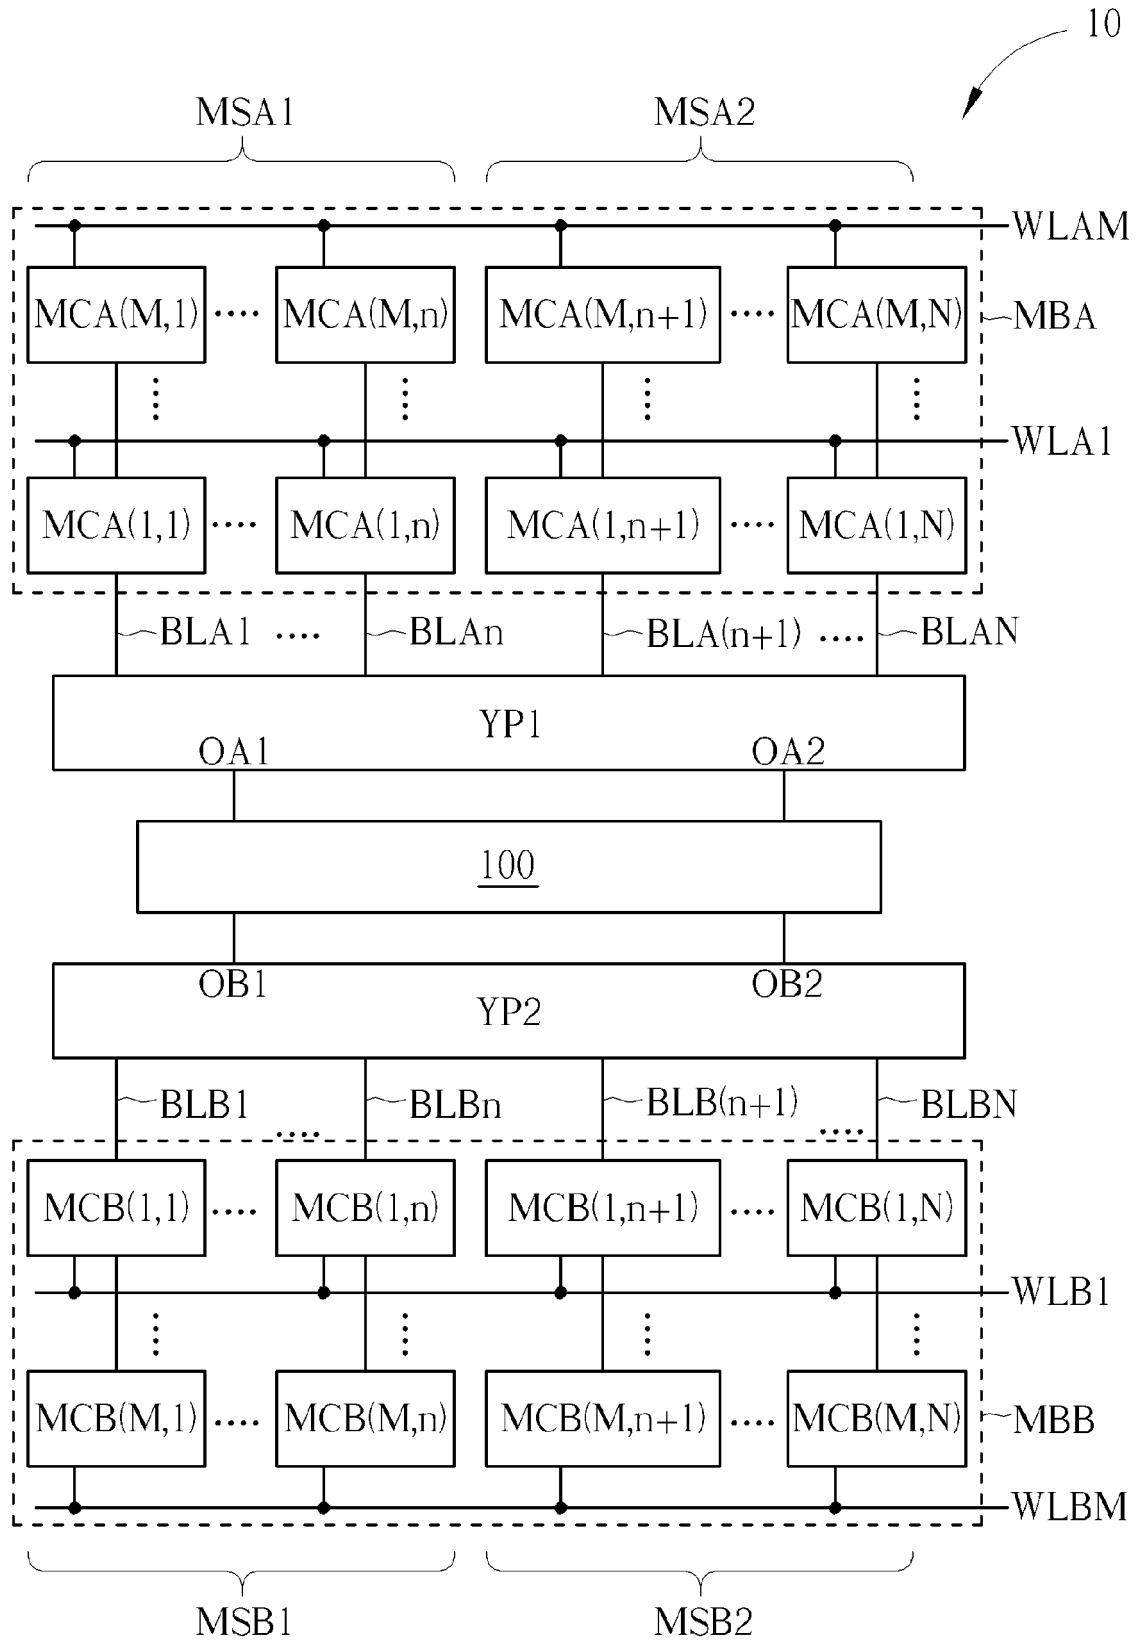 10
MSA1 MSA2
WLAM
MCA(M,1) MCA(M,n) MCA(M,n+1) MCA(M,N) MBA
WLA1
MCA(1,1) MCA(1,n) MCA(1,n+1) MCA(1,N)
BLA1 BLAn BLA(n+1) BLAN
YP1
OA1 OA2
100
OB1 OB2
YP2
BLB1 BLBn BLB(n+1) BLBN
MCB(1,1) MCB(1,n) MCB(1,n+1) MCB(1,N)
WLB1
MCB(M,1) MCB(M,n) MCB(M,n+1) MCB(M,N) MBB
WLBM
MSB1 MSB2